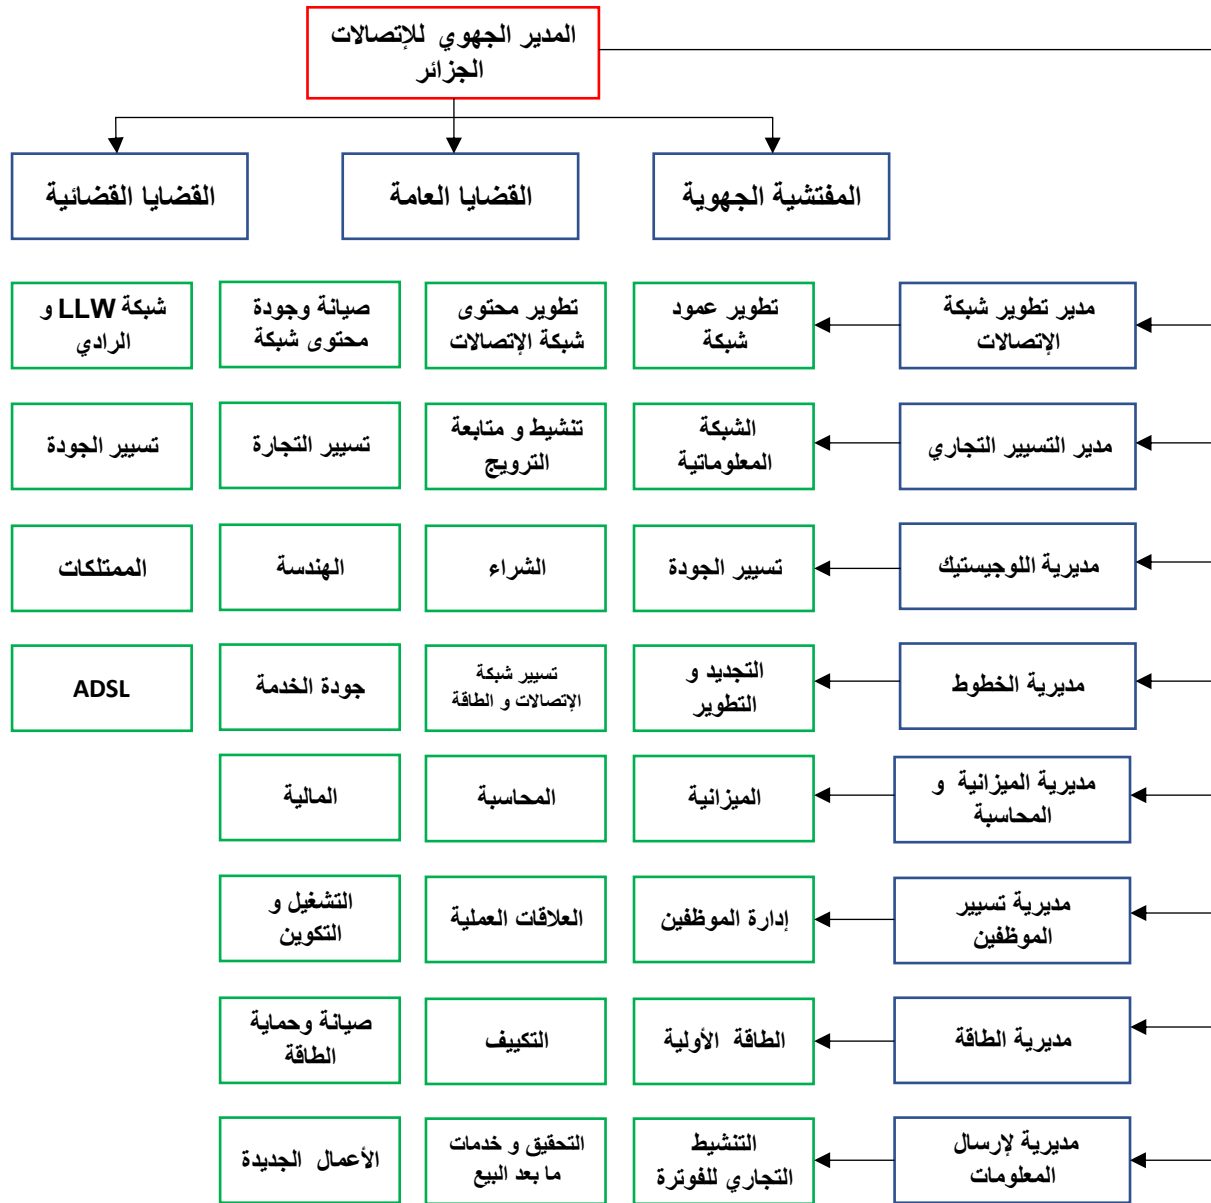 المدير الجهوي للإتصالات
الجزائر
المفتشية الجهوية
القضايا العامة
القضايا القضائية
مدير تطوير شبكة
الإتصالات
تطوير عمود
شبكة
تطوير محتوى
شبكة الإتصالات
صيانة وجودة
محتوى شبكة
شبكة LLW و
الرادي
مدير التسيير التجاري
الشبكة
المعلوماتية
تنشيط و متابعة
الترويج
تسيير التجارة
تسيير الجودة
مديرية اللوجيستيك
تسيير الجودة
الشراء
الهندسة
الممتلكات
مديرية الخطوط
التجديد و
التطوير
تسيير شبكة
الإتصالات و الطاقة
جودة الخدمة
ADSL
مديرية الميزانية و
المحاسبة
الميزانية
المحاسبة
المالية
مديرية تسيير
الموظفين
إدارة الموظفين
العلاقات العملية
التشغيل و
التكوين
مديرية الطاقة
الطاقة الأولية
التكييف
صيانة وحماية
الطاقة
مديرية لإرسال
المعلومات
التنشيط
التجاري للفوترة
التحقيق و خدمات
ما بعد البيع
الأعمال الجديدة